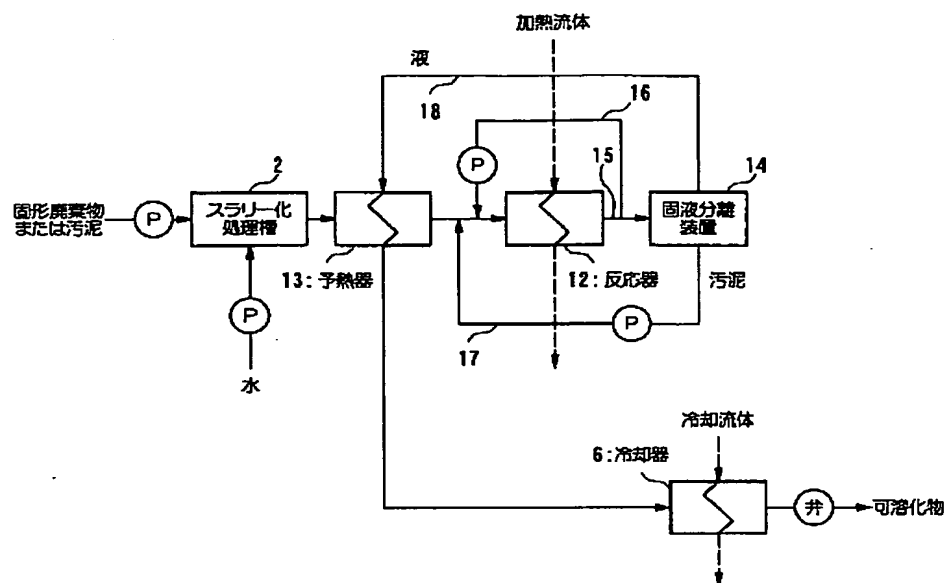 加熱流体
液
18
16
P
15
14
2
固形廃棄物
または汚泥
P
スラリー化
処理槽
固液分離
装置
13:予熱器
12:反応器
汚泥
P
P
17
水
冷却流体
6:冷却器
弁
可溶化物